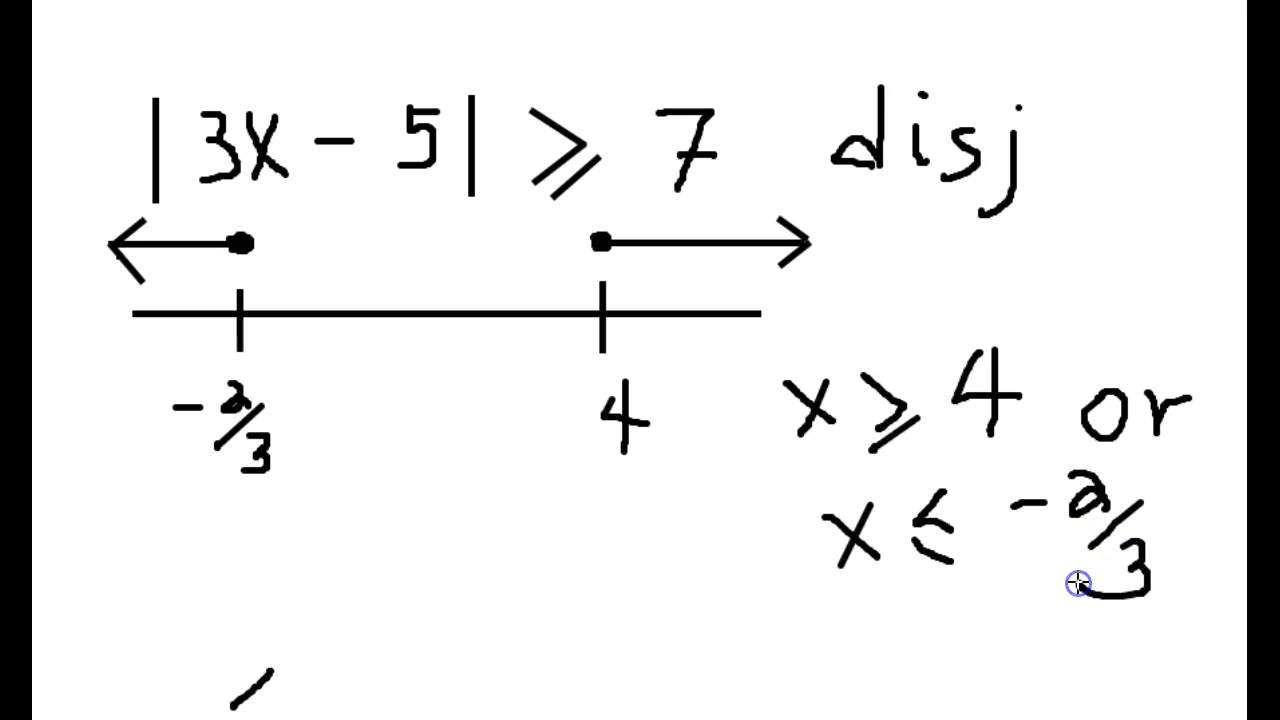 |3x - 5| ⩾ 7 disj
-2/3 4 x ⩾ 4 or
x ≤ -2/3